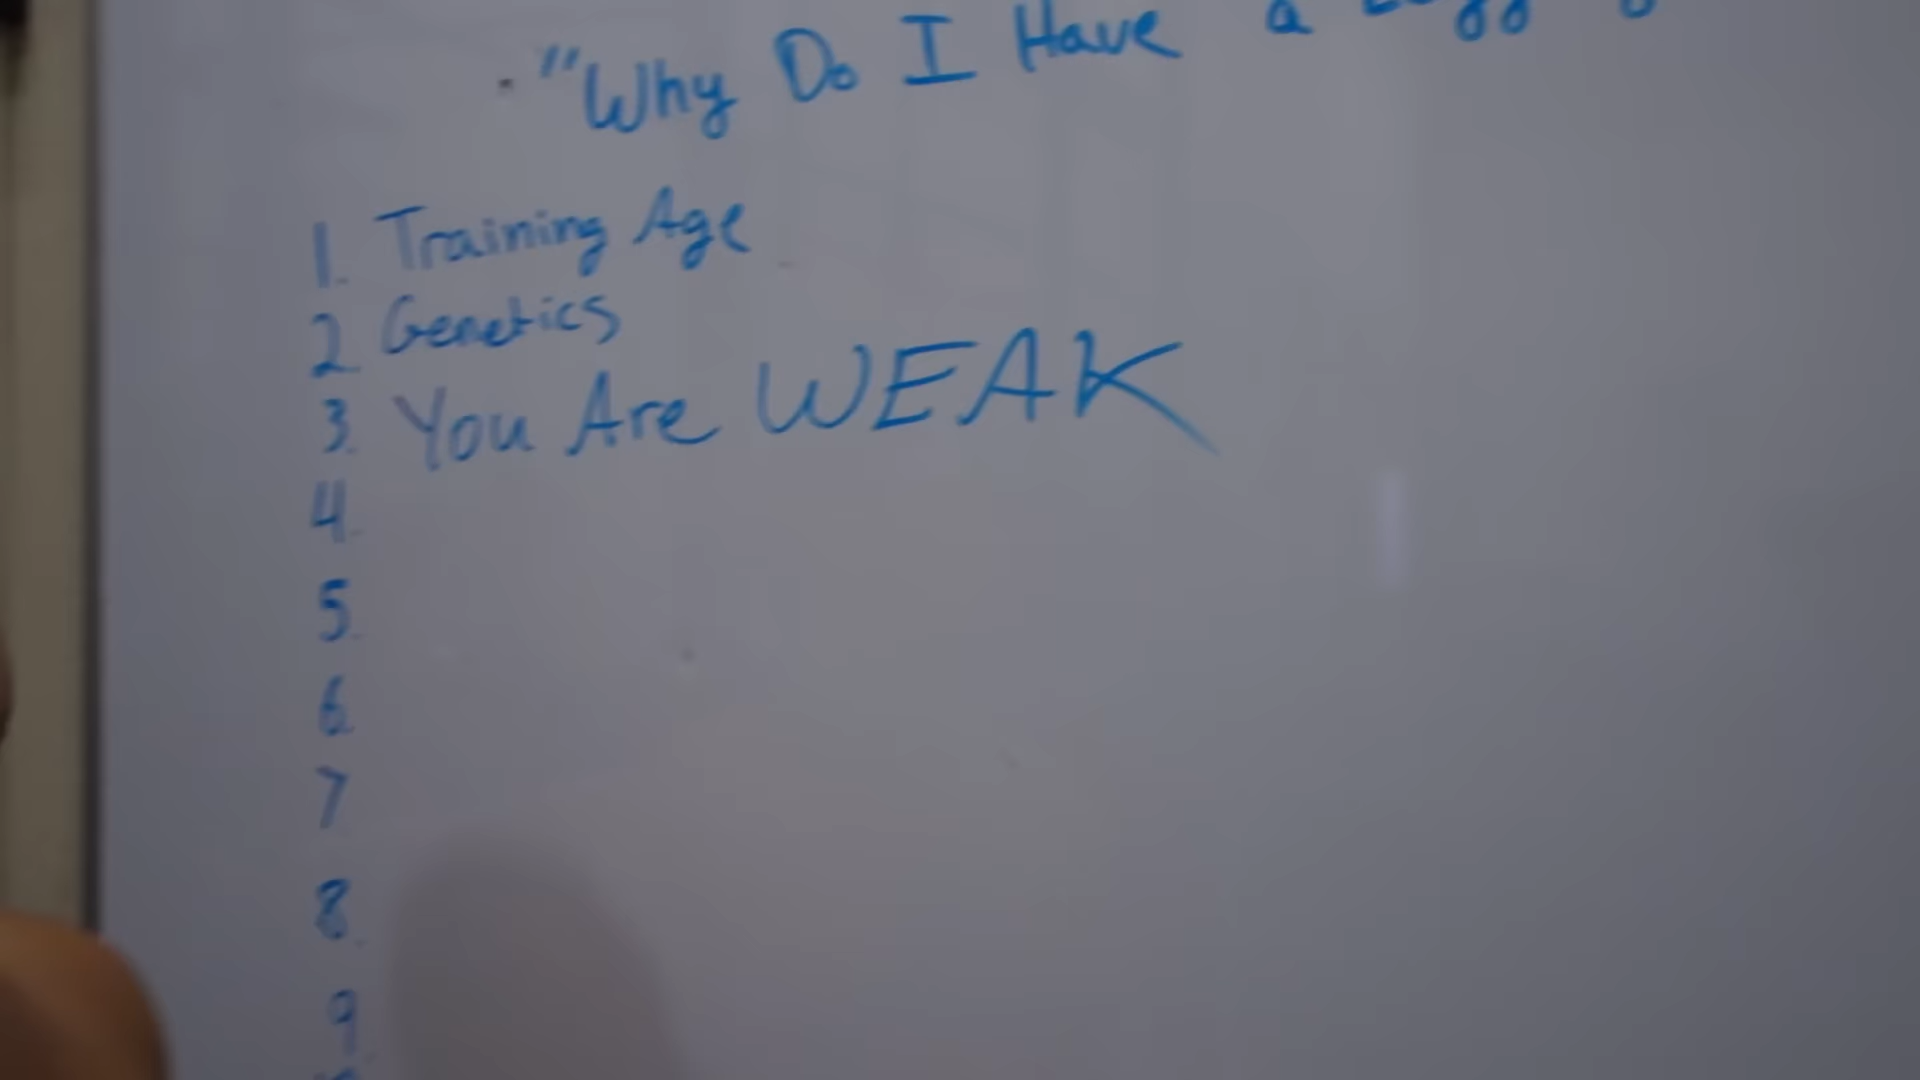 "Why Do I Have a
1. Training Age
2 Genetics
3. You Are WEAK
4.
5.
6.
7
8.
9.